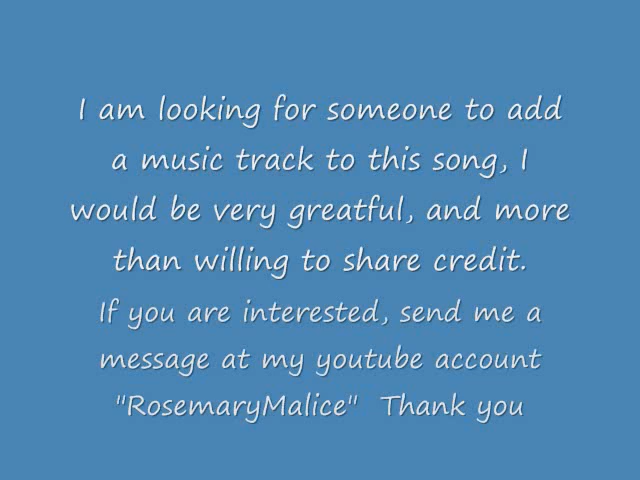 I am looking for someone to add
a music track to this song, I
would be very greatful, and more
than willing to share credit.
If you are interested, send me a
message at my youtube account
"RosemaryMalice"  Thank you